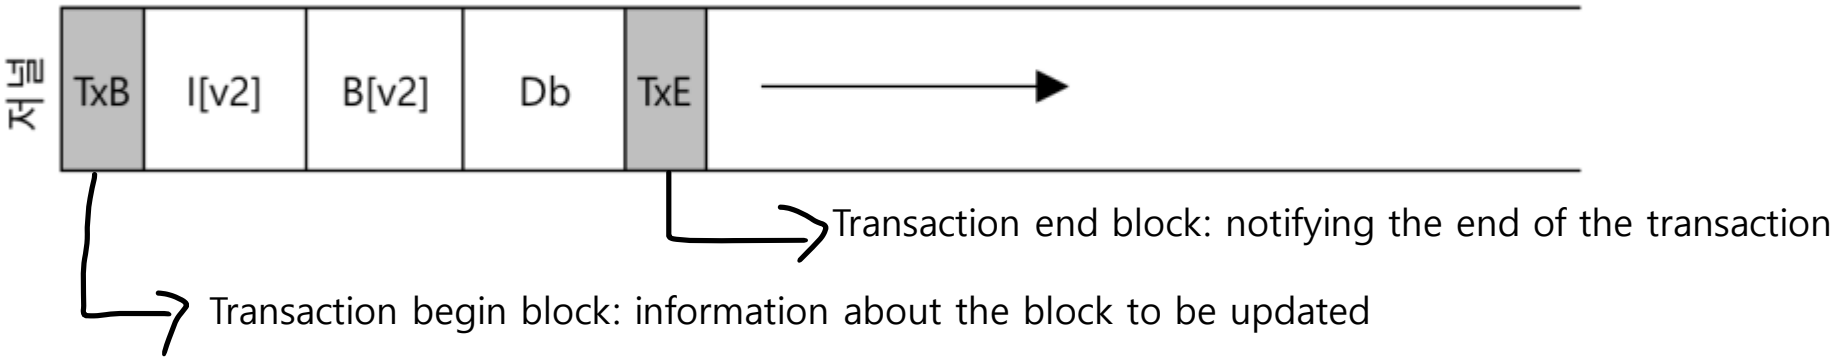 저널
TxB I[v2] B[v2] Db TxE
Transaction end block: notifying the end of the transaction
Transaction begin block: information about the block to be updated